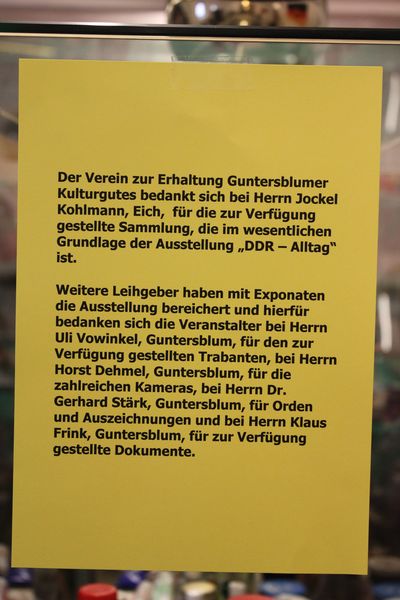 Der Verein zur Erhaltung Guntersblumer
Kulturgutes bedankt sich bei Herrn Jockel
Kohlmann, Eich, für die zur Verfügung
gestellte Sammlung, die im wesentlichen
Grundlage der Ausstellung „DDR – Alltag“
ist.
Weitere Leihgeber haben mit Exponaten
die Ausstellung bereichert und hierfür
bedanken sich die Veranstalter bei Herrn
Uli Vowinkel, Guntersblum, für den zur
Verfügung gestellten Trabanten, bei Herrn
Horst Dehmel, Guntersblum, für die
zahlreichen Kameras, bei Herrn Dr.
Gerhard Stärk, Guntersblum, für Orden
und Auszeichnungen und bei Herrn Klaus
Frink, Guntersblum, für zur Verfügung
gestellte Dokumente.